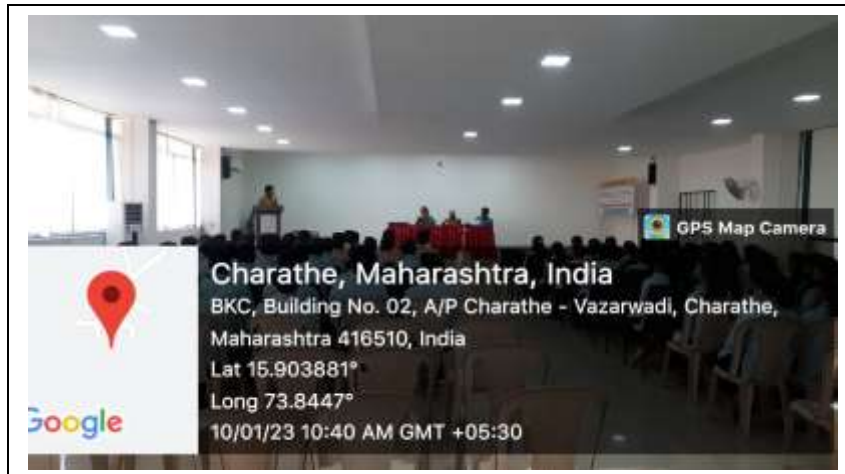 GPS Map Camera
Charathe, Maharashtra, India
BKC, Building No. 02, A/P Charathe - Vazarwadi, Charathe,
Maharashtra 416510, India
Lat 15.903881°
Long 73.8447°
10/01/23 10:40 AM GMT +05:30
Google